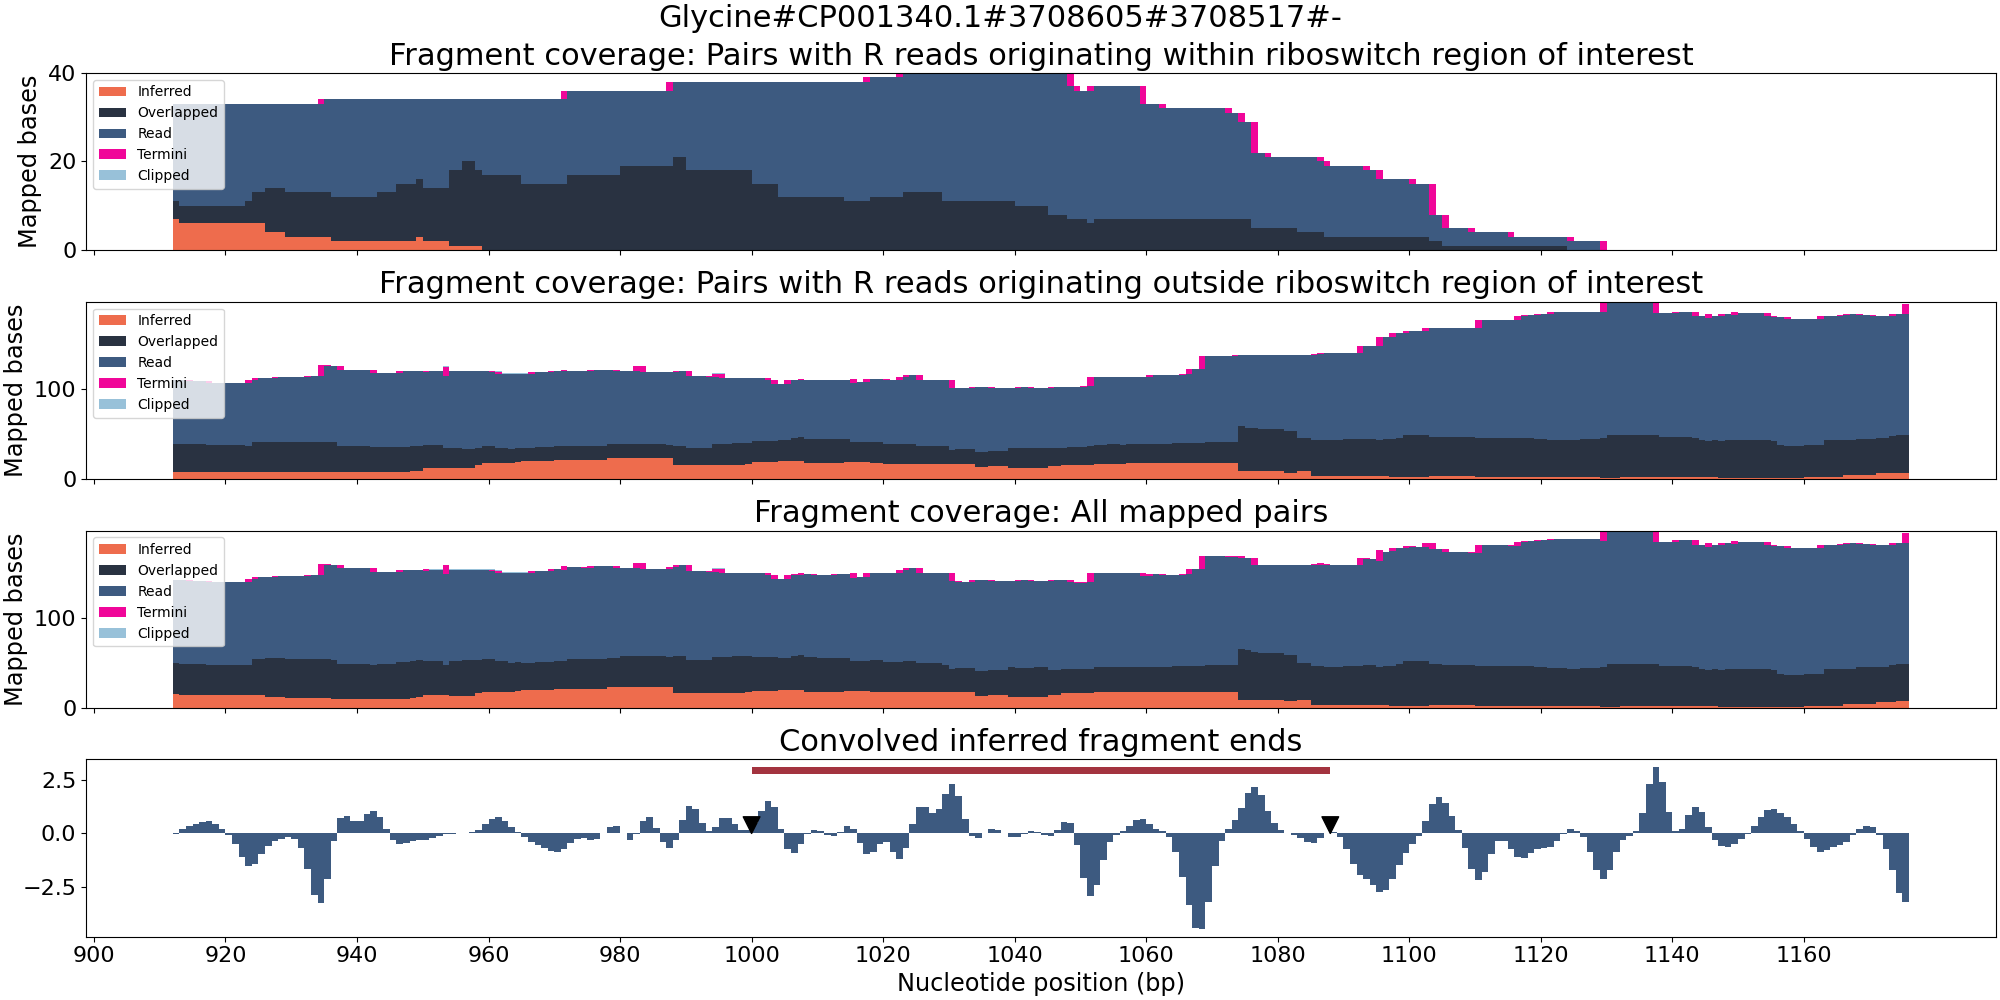 Glycine#CP001340.1#3708605#3708517#-
Fragment coverage: Pairs with R reads originating within riboswitch region of interest
Mapped bases
40
20
0
Inferred
Overlapped
Read
Termini
Clipped
Fragment coverage: Pairs with R reads originating outside riboswitch region of interest
Mapped bases
100
0
Inferred
Overlapped
Read
Termini
Clipped
Fragment coverage: All mapped pairs
Mapped bases
100
0
Inferred
Overlapped
Read
Termini
Clipped
Convolved inferred fragment ends
2.5
0.0
−2.5
900 920 940 960 980 1000 1020 1040 1060 1080 1100 1120 1140 1160
Nucleotide position (bp)